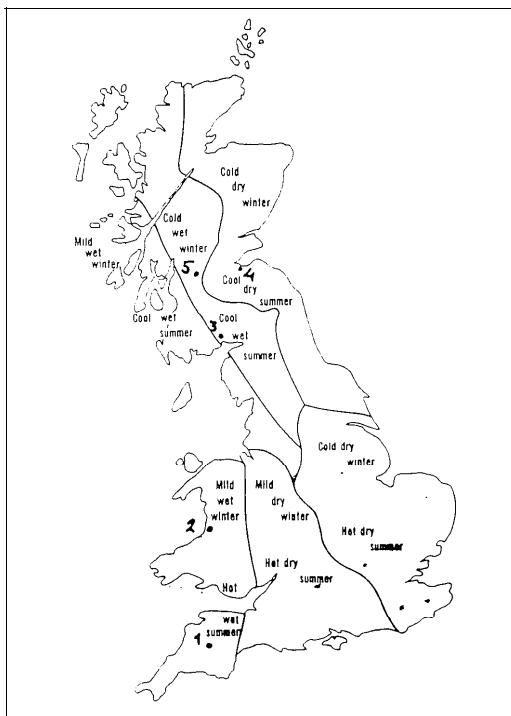 Cold
dry
winter
Cold
wet
winter
Mild
wet
winter
5
4
Cool
dry
summer
Cool wet
summer
3
Cool
wet
summer
Cold dry
winter
Mild
wet
winter
Mild
dry
winter
2
Hot dry
summer
Hot dry
summer
Hot
wet
summer
1